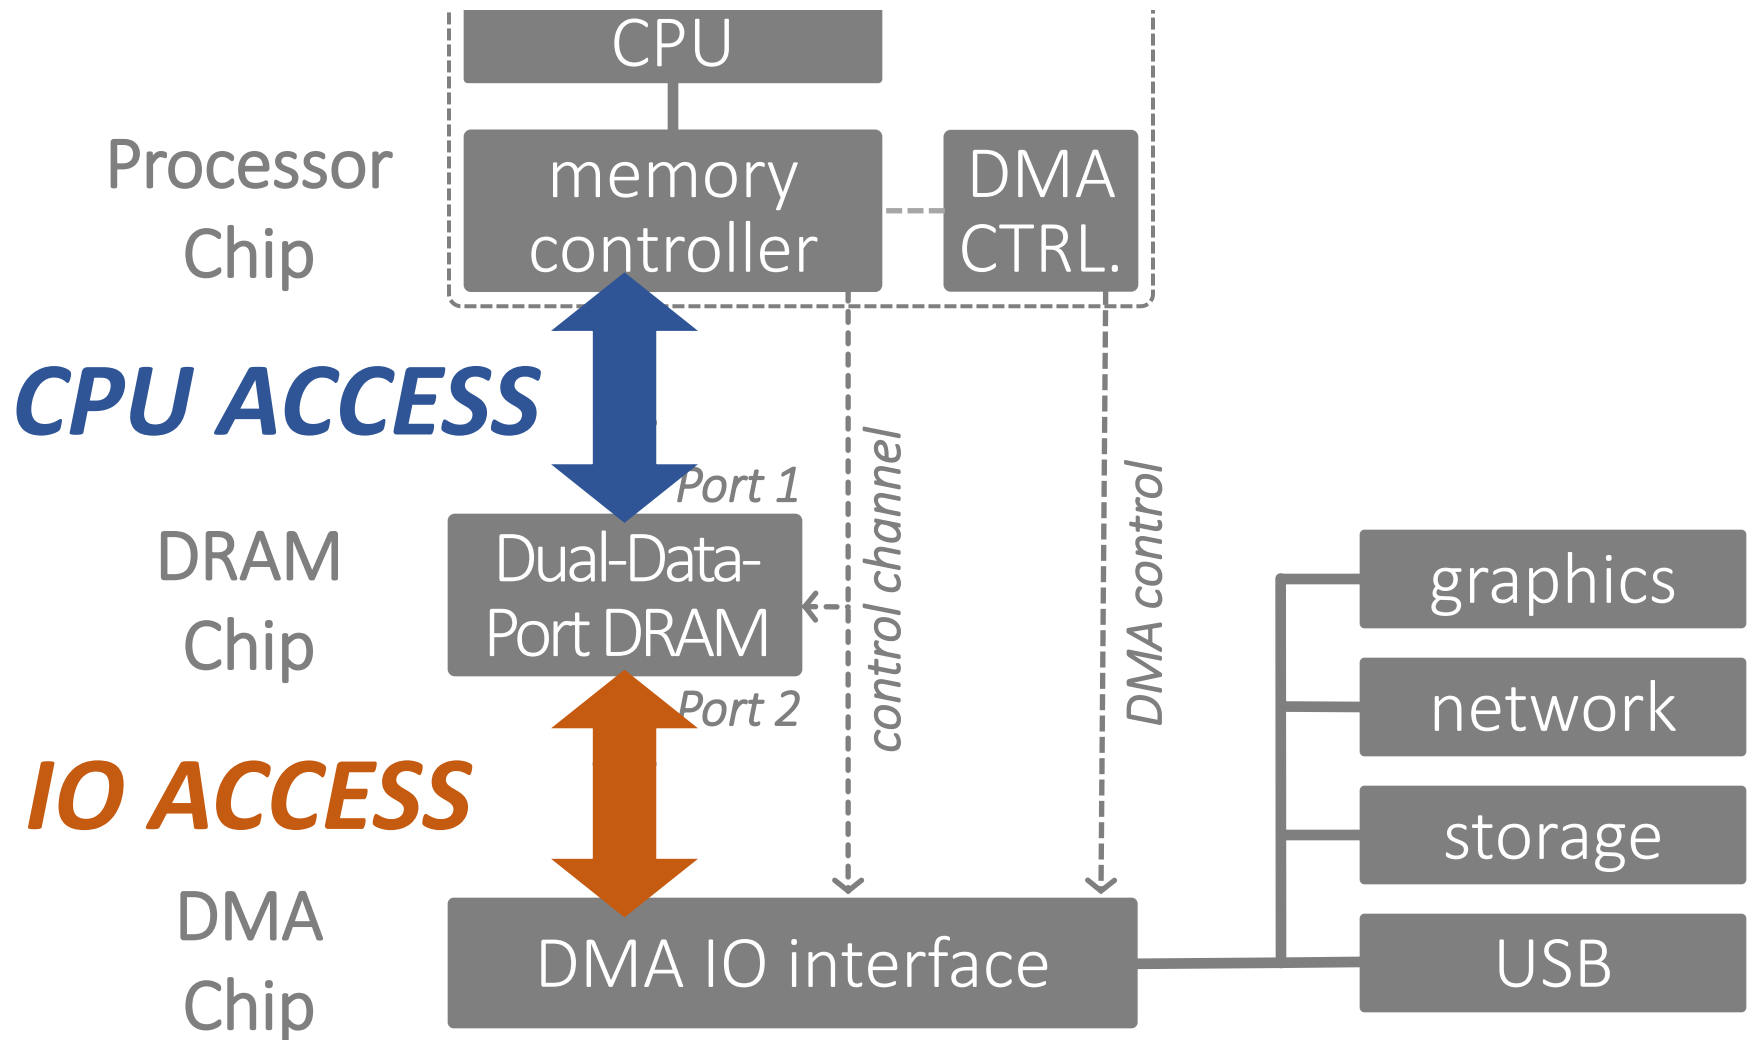 CPU
Processor
Chip
memory
controller
DMA
CTRL.
CPU ACCESS
Port 1
control channel
DMA control
DRAM
Chip
Dual-Data-
Port DRAM
Port 2
IO ACCESS
graphics
network
storage
USB
DMA
Chip
DMA IO interface